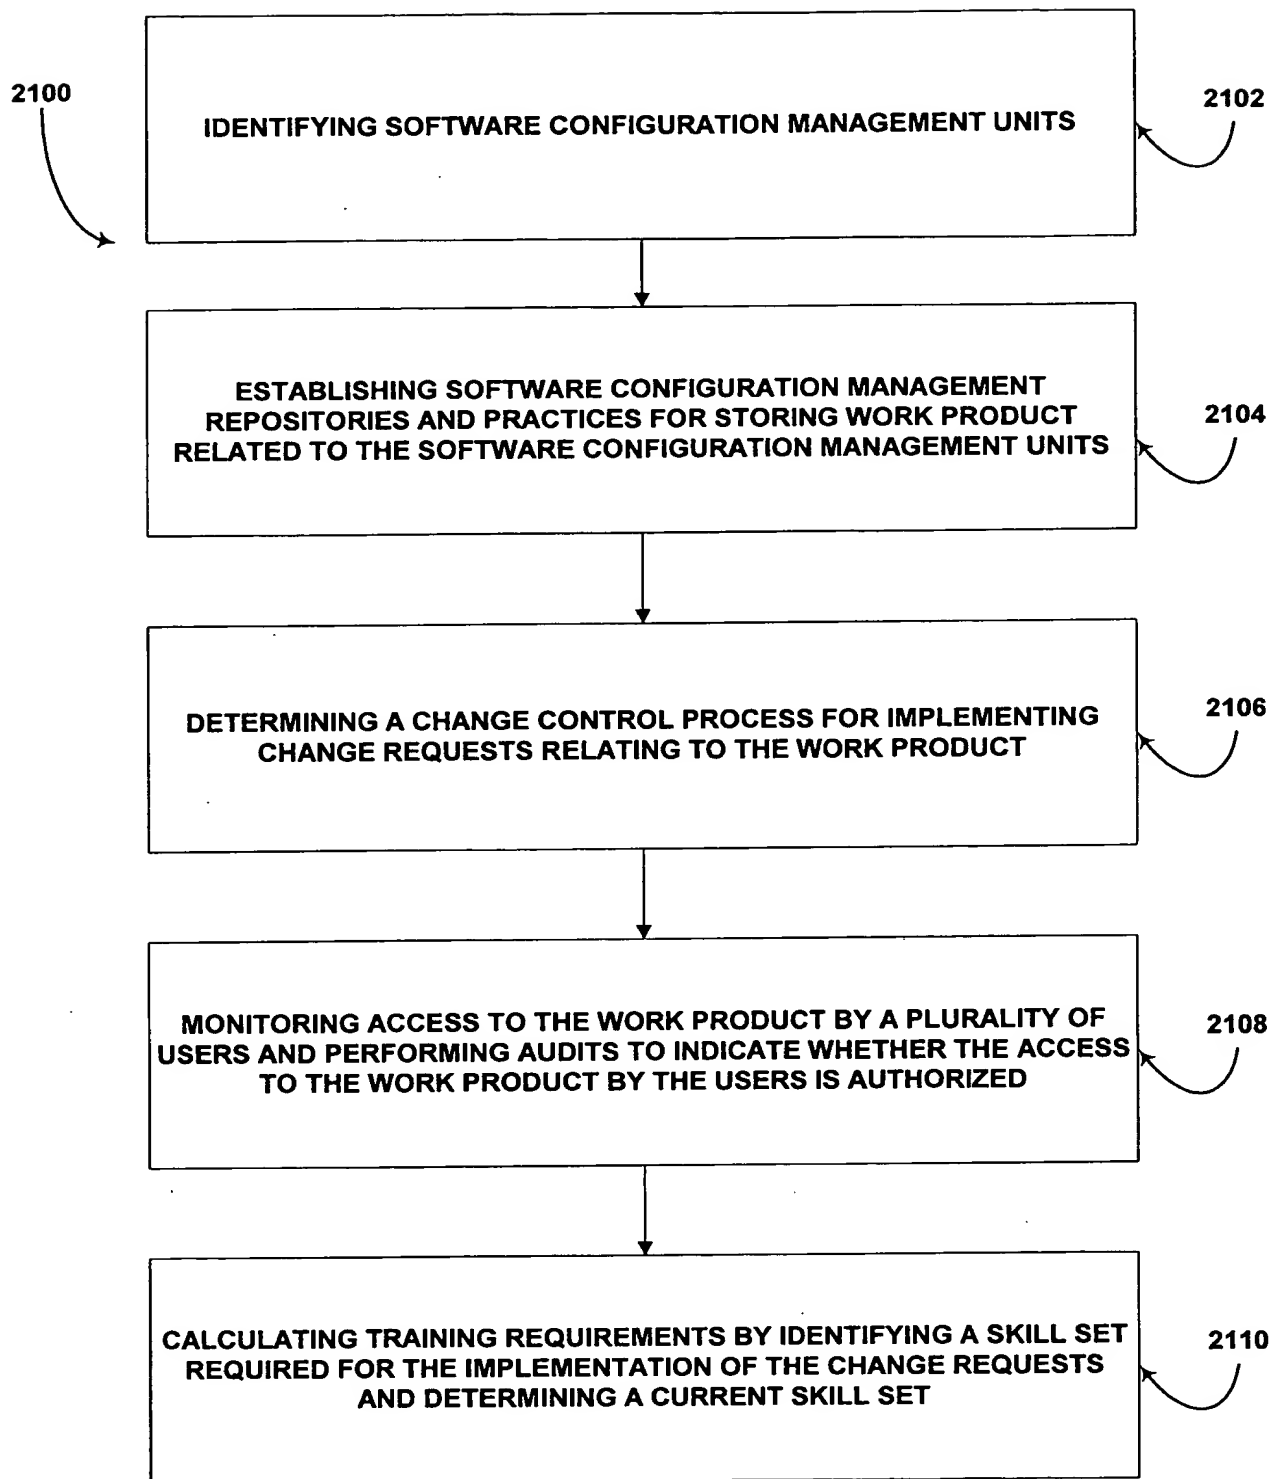 2100
2102
IDENTIFYING SOFTWARE CONFIGURATION MANAGEMENT UNITS
ESTABLISHING SOFTWARE CONFIGURATION MANAGEMENT
REPOSITORIES AND PRACTICES FOR STORING WORK PRODUCT
RELATED TO THE SOFTWARE CONFIGURATION MANAGEMENT UNITS
2104
DETERMINING A CHANGE CONTROL PROCESS FOR IMPLEMENTING
CHANGE REQUESTS RELATING TO THE WORK PRODUCT
2106
MONITORING ACCESS TO THE WORK PRODUCT BY A PLURALITY OF
USERS AND PERFORMING AUDITS TO INDICATE WHETHER THE ACCESS
TO THE WORK PRODUCT BY THE USERS IS AUTHORIZED
2108
CALCULATING TRAINING REQUIREMENTS BY IDENTIFYING A SKILL SET
REQUIRED FOR THE IMPLEMENTATION OF THE CHANGE REQUESTS
AND DETERMINING A CURRENT SKILL SET
2110